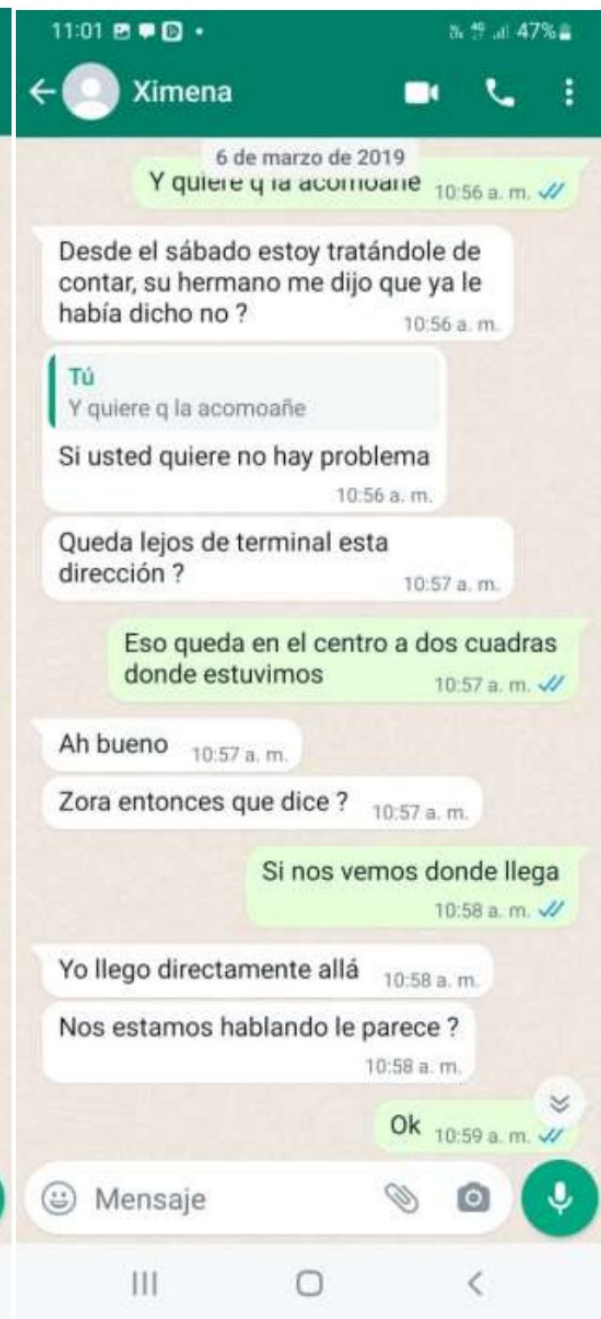 11:01
47%
Ximena
6 de marzo de 2019
Y quiere q la acomoañe 10:56 a. m.
Desde el sábado estoy tratándole de
contar, su hermano me dijo que ya le
había dicho no ?
10:56 a. m.
Tú
Y quiere q la acomoañe
Si usted quiere no hay problema
10:56 a. m.
Queda lejos de terminal esta
dirección ?
10:57 a. m.
Eso queda en el centro a dos cuadras
donde estuvimos
10:57 a. m.
Ah bueno 10:57 a. m.
Zora entonces que dice ? 10:57 a. m.
Si nos vemos donde llega
10:58 a. m.
Yo llego directamente allá 10:58 a. m.
Nos estamos hablando le parece ?
10:58 a. m.
Ok 10:59 a. m.
Mensaje